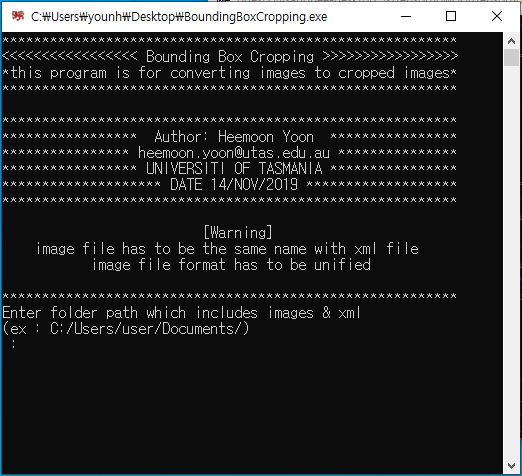 C:₩Users₩younh₩Desktop₩BoundingBoxCropping.exe
*********************************************************
<<<<<<<<<<<<<<<<< Bounding Box Cropping >>>>>>>>>>>>>>>>>
*this program is for converting images to cropped images*
*********************************************************
*********************************************************
***************** Author: Heemoon Yoon ****************
**************** heemoon.yoon@utas.edu.au ***************
***************** UNIVERSITI OF TASMANIA ****************
******************** DATE 14/NOV/2019 *******************
*********************************************************
[Warning]
image file has to be the same name with xml file
image file format has to be unified
*********************************************************
Enter folder path which includes images & xml
(ex : C:/Users/user/Documents/)
: